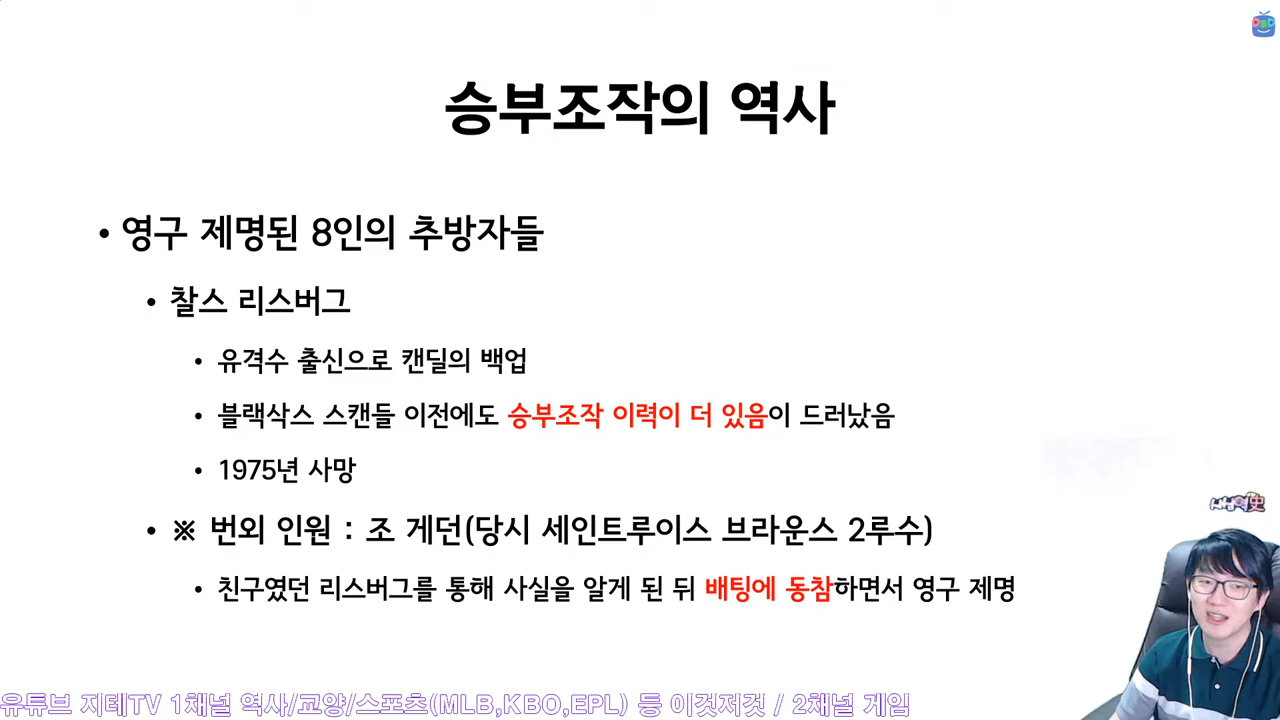 승부조작의 역사
• 영구 제명된 8인의 추방자들
• 찰스 리스버그
• 유격수 출신으로 캔딜의 백업
• 블랙삭스 스캔들 이전에도 승부조작 이력이 더 있음이 드러났음
• 1975년 사망
• ※ 번외 인원 : 조 게던(당시 세인트루이스 브라운스 2루수)
• 친구였던 리스버그를 통해 사실을 알게 된 뒤 배팅에 동참하면서 영구 제명
유튜브 지테TV 1채널 역사/교양/스포츠(MLB,KBO,EPL) 등 이것저것 / 2채널 게임